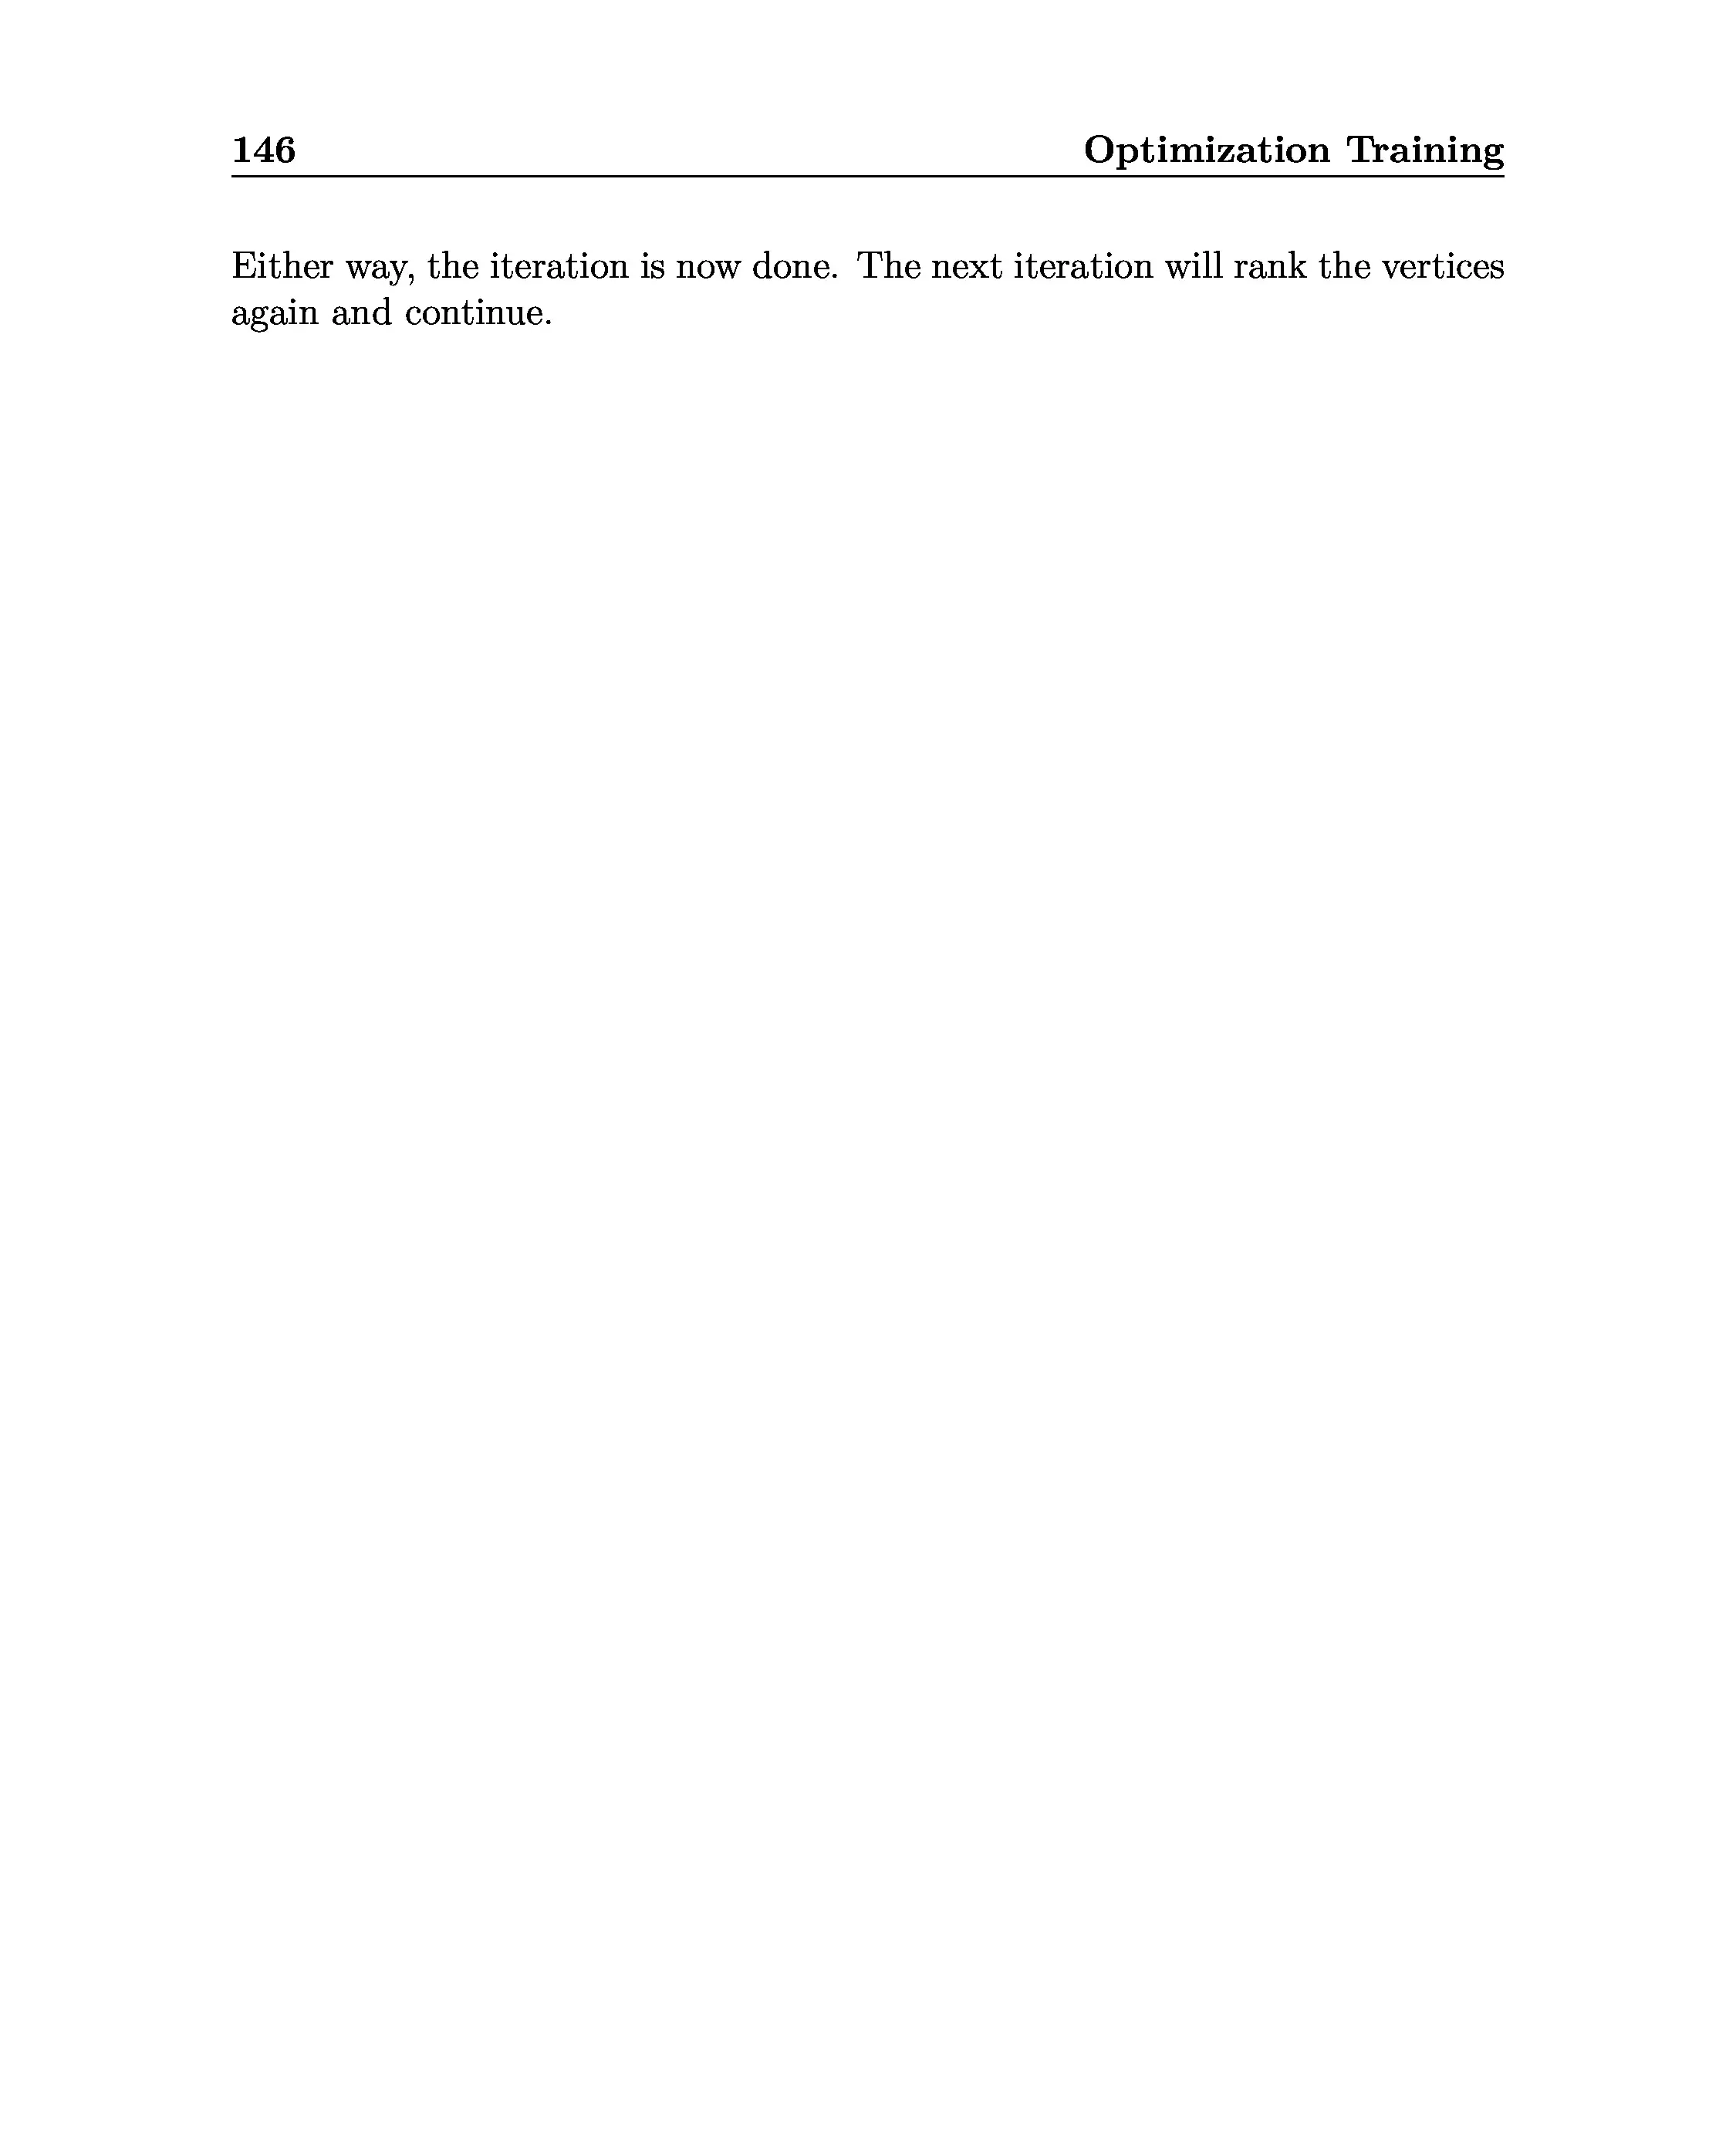 146 Optimization Training
Either way, the iteration is now done. The next iteration will rank the vertices
again and continue.